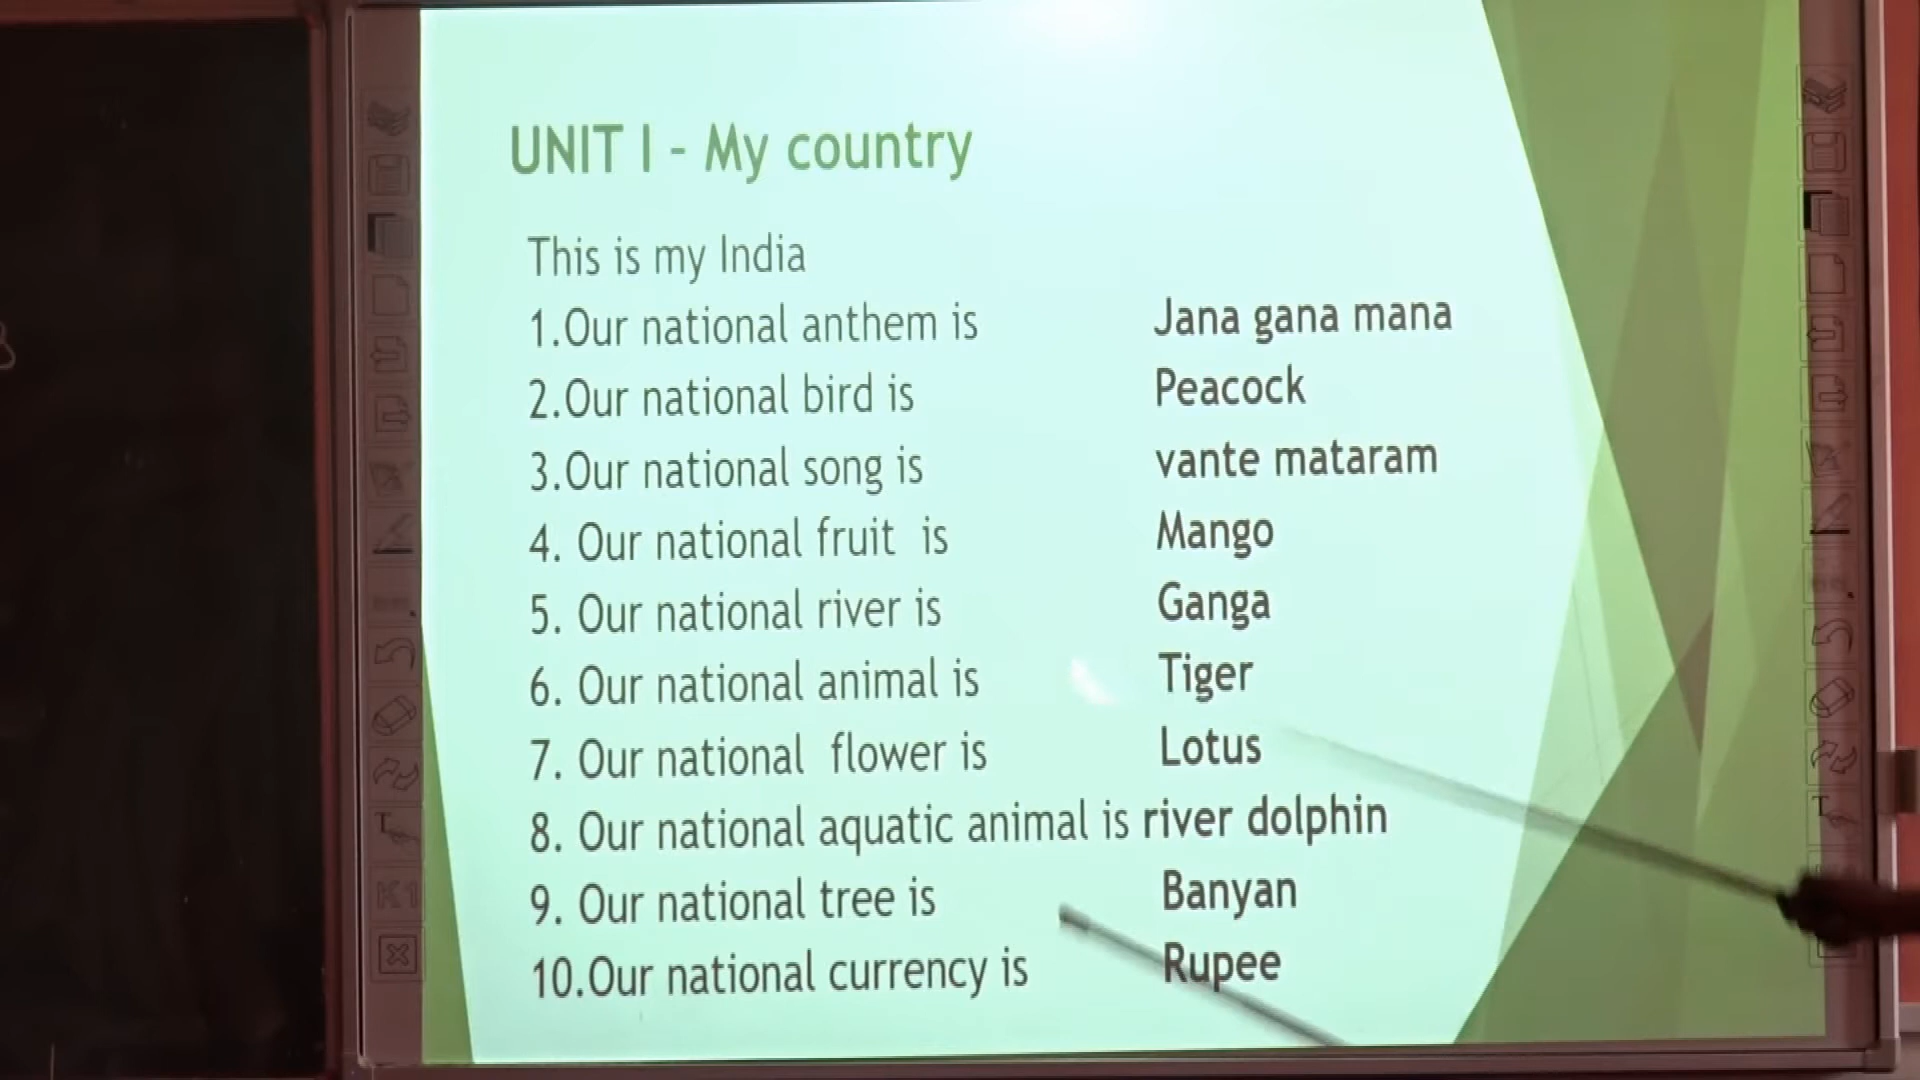 UNIT I - My country
This is my India
1.Our national anthem is Jana gana mana
2.Our national bird is Peacock
3.Our national song is vante mataram
4. Our national fruit is Mango
5. Our national river is Ganga
6. Our national animal is Tiger
7. Our national flower is Lotus
8. Our national aquatic animal is river dolphin
9. Our national tree is Banyan
10.Our national currency is Rupee